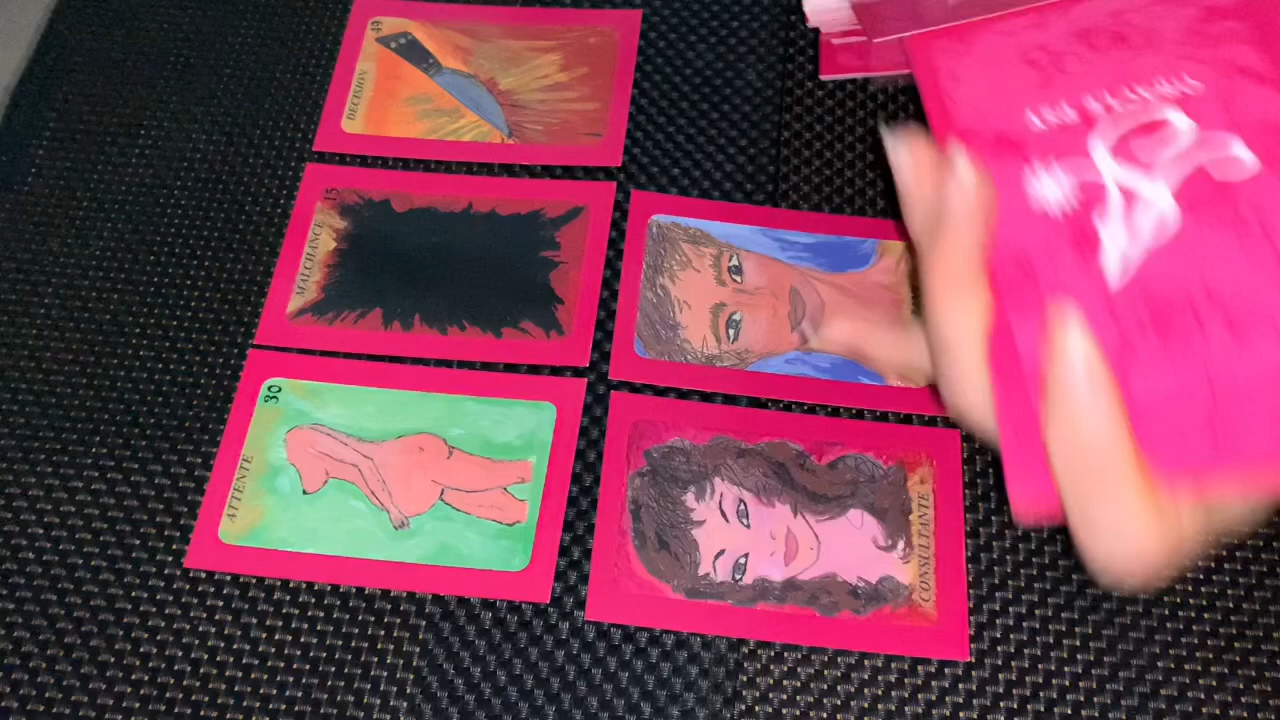 49
DECISION
15
MALCHANCE
30
ATTENTE
CONSULTANTE